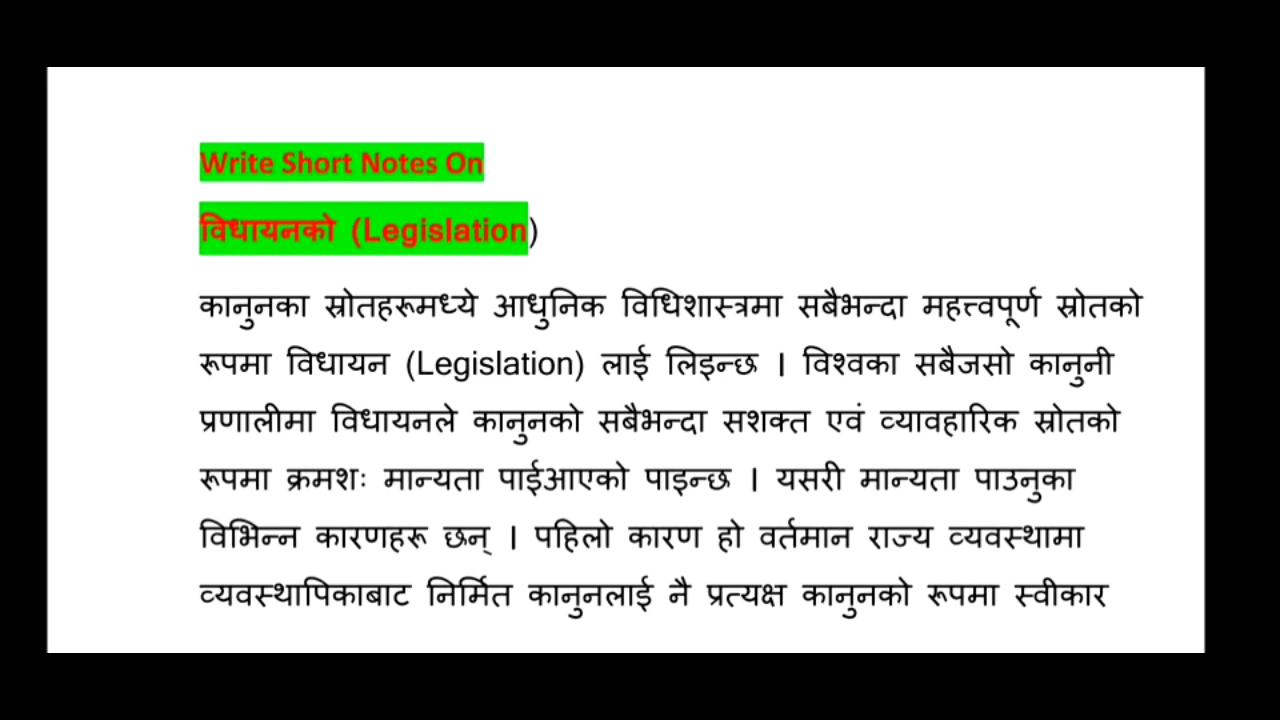 Write Short Notes On
विधायनको (Legislation)
कानुनका स्रोतहरूमध्ये आधुनिक विधिशास्त्रमा सबैभन्दा महत्त्वपूर्ण स्रोतको
रूपमा विधायन (Legislation) लाई लिइन्छ । विश्वका सबैजसो कानुनी
प्रणालीमा विधायनले कानुनको सबैभन्दा सशक्त एवं व्यावहारिक स्रोतको
रूपमा क्रमशः मान्यता पाईआएको पाइन्छ । यसरी मान्यता पाउनुका
विभिन्न कारणहरू छन् । पहिलो कारण हो वर्तमान राज्य व्यवस्थामा
व्यवस्थापिकाबाट निर्मित कानुनलाई नै प्रत्यक्ष कानुनको रूपमा स्वीकार